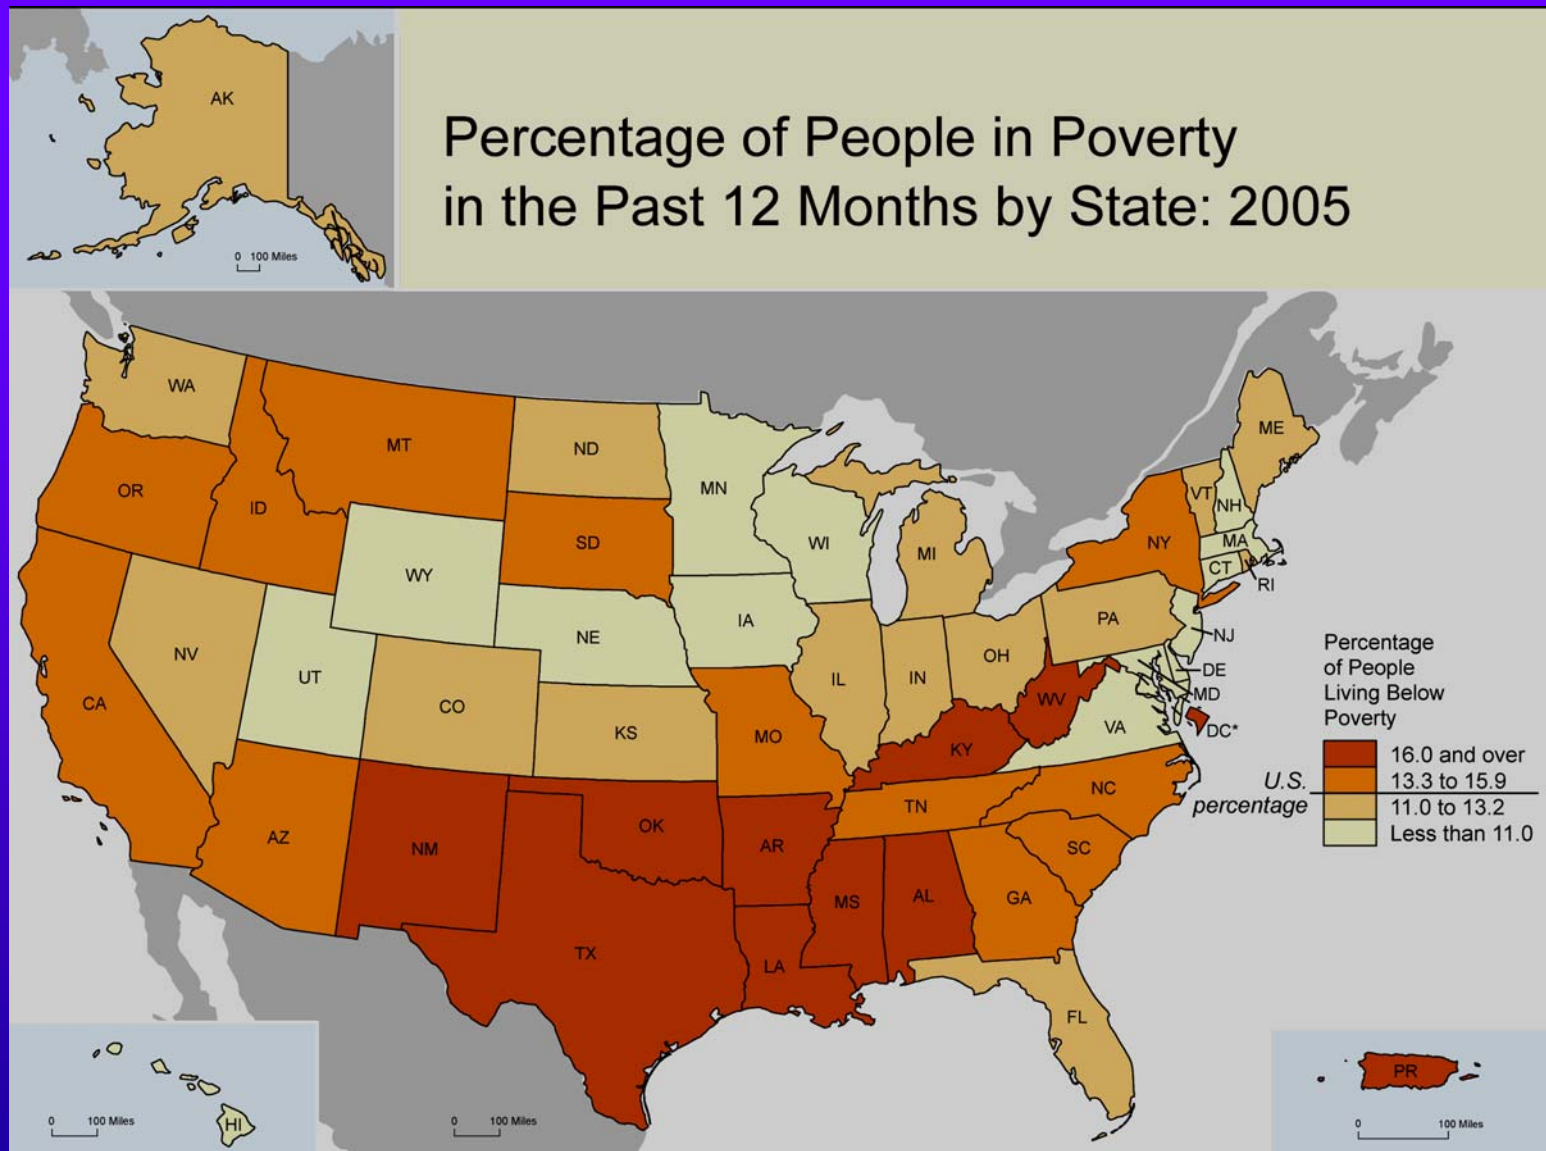 AK
0 100 Miles
Percentage of People in Poverty
in the Past 12 Months by State: 2005
WA
MT
ND
MN
ME
VT
NH
OR
ID
SD
WI
MI
NY
MA
CT
RI
WY
IA
NE
PA
NJ
NV
UT
CO
KS
IL
IN
OH
DE
MD
CA
MO
WV
VA
DC*
KY
AZ
NM
OK
AR
TN
NC
SC
MS
AL
GA
TX
LA
FL
Percentage
of People
Living Below
Poverty
16.0 and over
13.3 to 15.9
U.S.
percentage
11.0 to 13.2
Less than 11.0
HI
0 100 Miles
0 100 Miles
PR
0 100 Miles